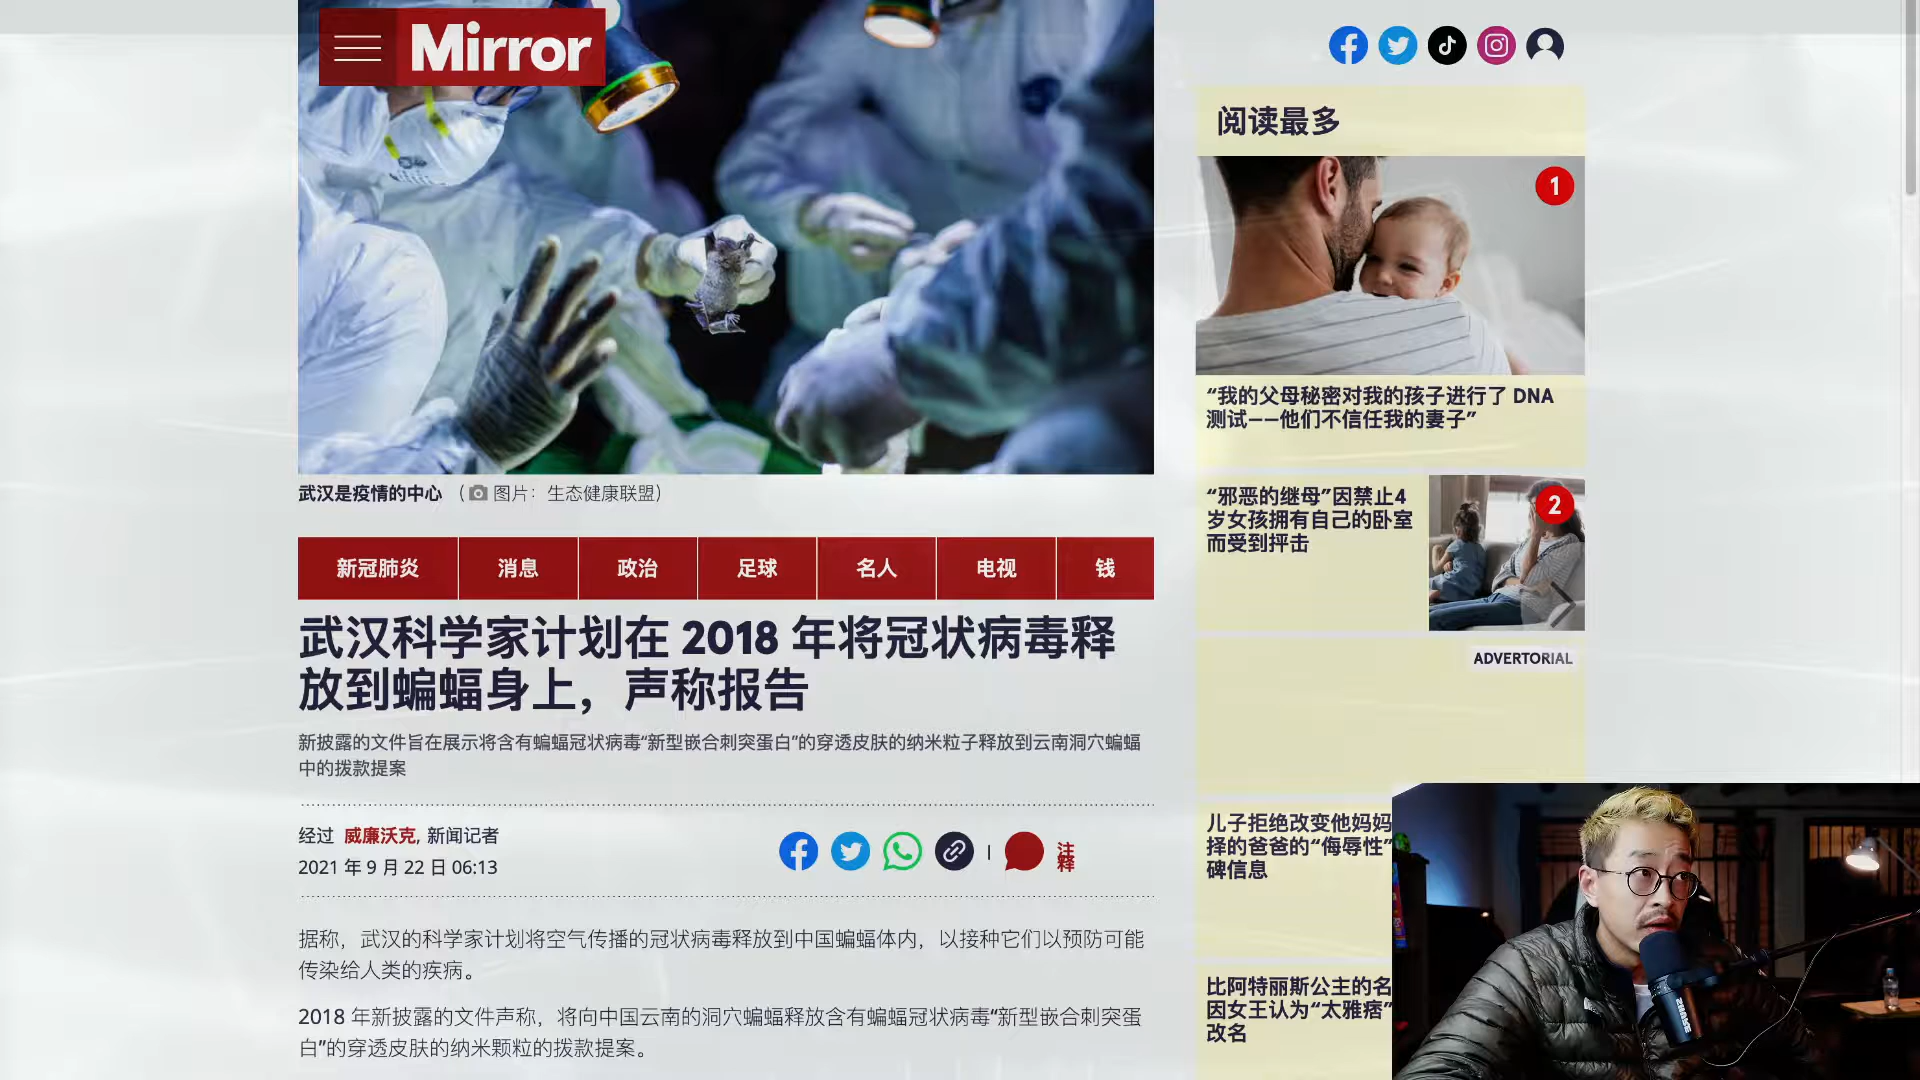 Mirror
武汉是疫情的中心 （图片：生态健康联盟）
新冠肺炎
消息
政治
足球
名人
电视
钱
武汉科学家计划在 2018 年将冠状病毒释
放到蝙蝠身上，声称报告
新披露的文件旨在展示将含有蝙蝠冠状病毒“新型嵌合刺突蛋白”的穿透皮肤的纳米粒子释放到云南洞穴蝙蝠
中的拨款提案
经过 威廉沃克, 新闻记者
2021 年 9 月 22 日 06:13
注释
据称，武汉的科学家计划将空气传播的冠状病毒释放到中国蝙蝠体内，以接种它们以预防可能
传染给人类的疾病。
2018 年新披露的文件声称，将向中国云南的洞穴蝙蝠释放含有蝙蝠冠状病毒“新型嵌合刺突蛋
白”的穿透皮肤的纳米颗粒的拨款提案。
阅读最多
1
“我的父母秘密对我的孩子进行了 DNA
测试——他们不信任我的妻子”
“邪恶的继母”因禁止4
岁女孩拥有自己的卧室
而受到抨击
2
ADVERTORIAL
儿子拒绝改变他妈妈
择的爸爸的“侮辱性”
碑信息
比阿特丽斯公主的名
因女王认为“太雅痞”
改名